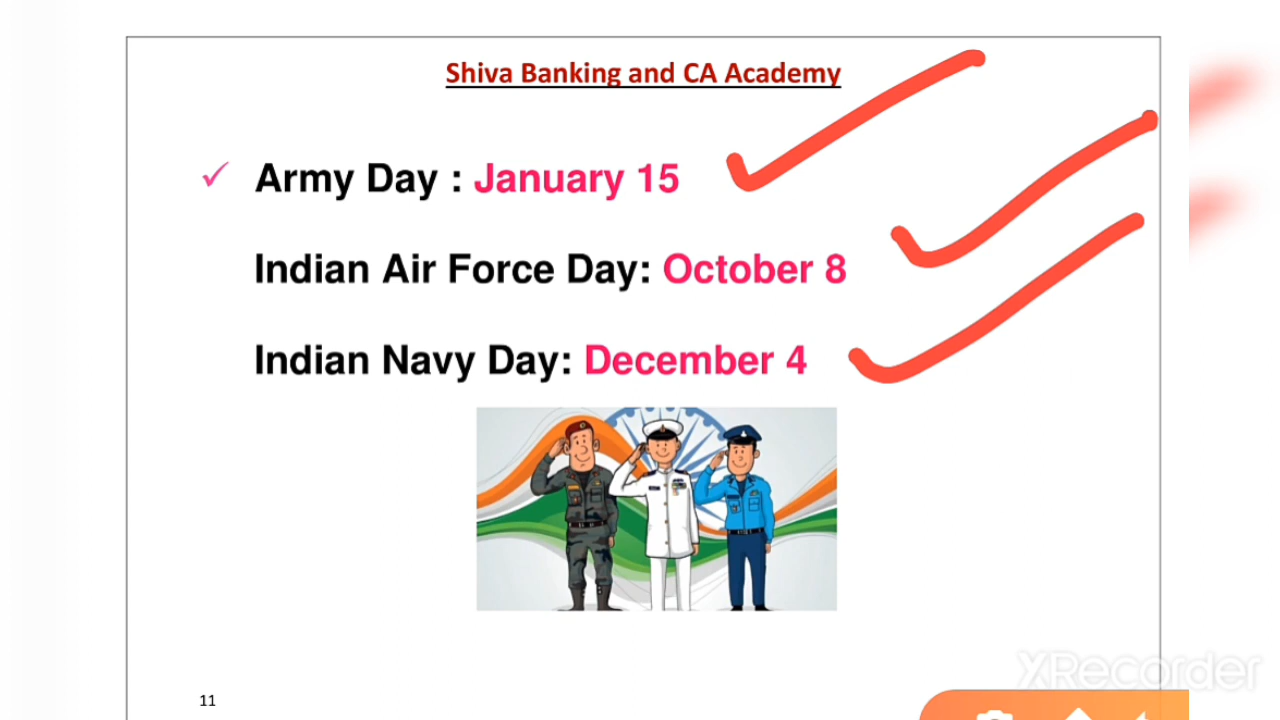 Shiva Banking and CA Academy
Army Day : January 15
Indian Air Force Day: October 8
Indian Navy Day: December 4
11
XRecorder